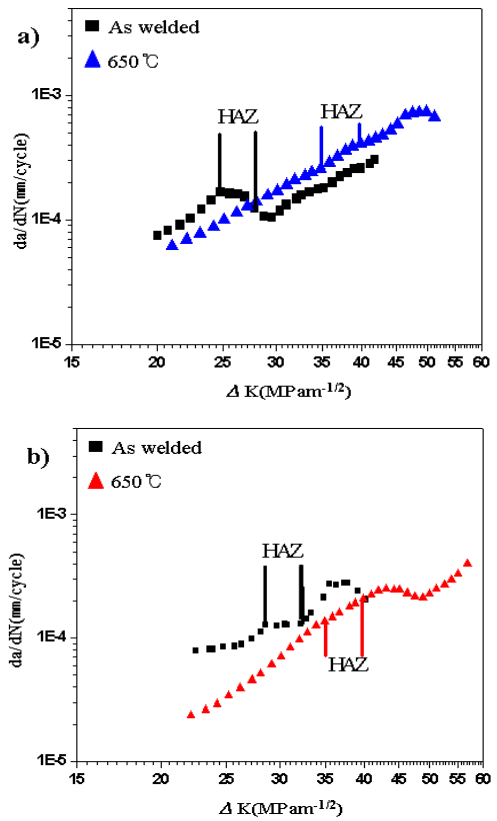 a)
As welded
650℃
HAZ
HAZ
1E-3
1E-4
1E-5
da/dN(㎜/cycle)
15 20 25 30 35 40 45 50 55 60
Δ K(MPam-1/2)
b)
As welded
650℃
HAZ
HAZ
1E-3
1E-4
1E-5
da/dN(㎜/cycle)
15 20 25 30 35 40 45 50 55 60
Δ K(MPam-1/2)